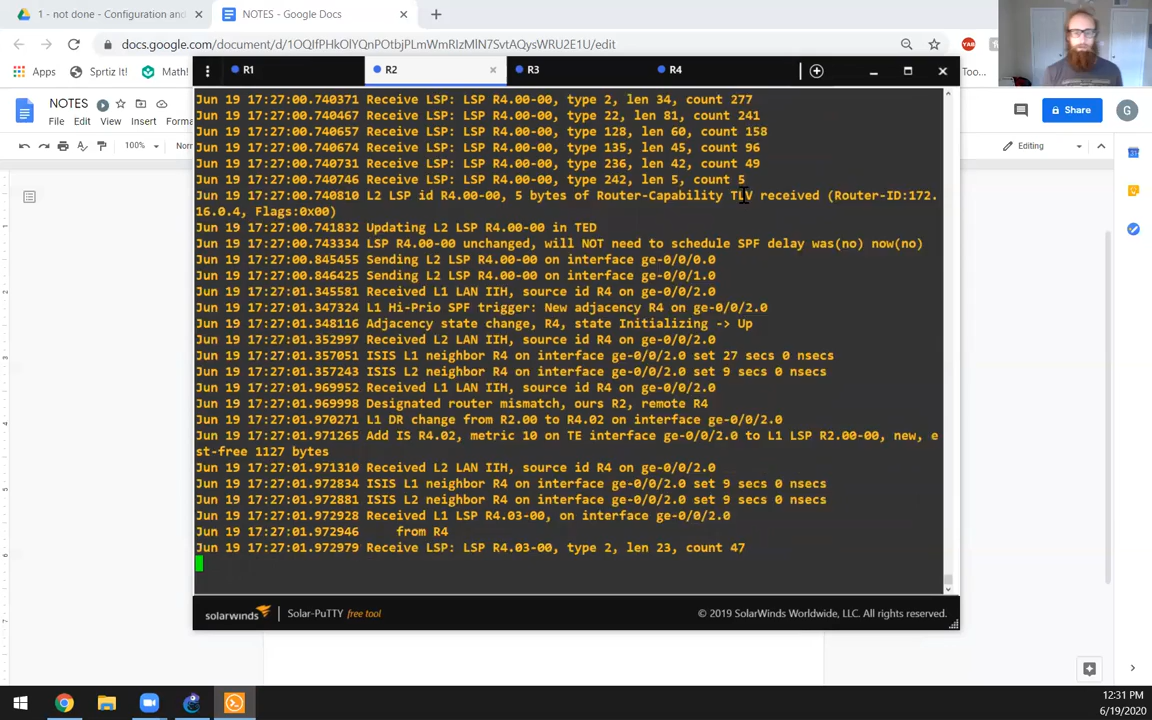 1 - not done - Configuration and
NOTES - Google Docs
docs.google.com/document/d/1OQIfPHkOlYQnPOtbjPLmWmRlzMlN7SvtAQysWRU2E1U/edit
YAB
Apps
Sprtiz It!
Math!
Too...
R1
R2
R3
R4
NOTES
File
Edit
View
Insert
Forma
Share
G
100%
Nor
Editing
Jun 19 17:27:00.740371 Receive LSP: LSP R4.00-00, type 2, len 34, count 277
Jun 19 17:27:00.740467 Receive LSP: LSP R4.00-00, type 22, len 81, count 241
Jun 19 17:27:00.740657 Receive LSP: LSP R4.00-00, type 128, len 60, count 158
Jun 19 17:27:00.740674 Receive LSP: LSP R4.00-00, type 135, len 45, count 96
Jun 19 17:27:00.740731 Receive LSP: LSP R4.00-00, type 236, len 42, count 49
Jun 19 17:27:00.740746 Receive LSP: LSP R4.00-00, type 242, len 5, count 5
Jun 19 17:27:00.740810 L2 LSP id R4.00-00, 5 bytes of Router-Capability TLV received (Router-ID:172.
16.0.4, Flags:0x00)
Jun 19 17:27:00.741832 Updating L2 LSP R4.00-00 in TED
Jun 19 17:27:00.743334 LSP R4.00-00 unchanged, will NOT need to schedule SPF delay was(no) now(no)
Jun 19 17:27:00.845455 Sending L2 LSP R4.00-00 on interface ge-0/0/0.0
Jun 19 17:27:00.846425 Sending L2 LSP R4.00-00 on interface ge-0/0/1.0
Jun 19 17:27:01.345581 Received L1 LAN IIH, source id R4 on ge-0/0/2.0
Jun 19 17:27:01.347324 L1 Hi-Prio SPF trigger: New adjacency R4 on ge-0/0/2.0
Jun 19 17:27:01.348116 Adjacency state change, R4, state Initializing -> Up
Jun 19 17:27:01.352997 Received L2 LAN IIH, source id R4 on ge-0/0/2.0
Jun 19 17:27:01.357051 ISIS L1 neighbor R4 on interface ge-0/0/2.0 set 27 secs 0 nsecs
Jun 19 17:27:01.357243 ISIS L2 neighbor R4 on interface ge-0/0/2.0 set 9 secs 0 nsecs
Jun 19 17:27:01.969952 Received L1 LAN IIH, source id R4 on ge-0/0/2.0
Jun 19 17:27:01.969998 Designated router mismatch, ours R2, remote R4
Jun 19 17:27:01.970271 L1 DR change from R2.00 to R4.02 on interface ge-0/0/2.0
Jun 19 17:27:01.971265 Add IS R4.02, metric 10 on TE interface ge-0/0/2.0 to L1 LSP R2.00-00, new, e
st-free 1127 bytes
Jun 19 17:27:01.971310 Received L2 LAN IIH, source id R4 on ge-0/0/2.0
Jun 19 17:27:01.972834 ISIS L1 neighbor R4 on interface ge-0/0/2.0 set 9 secs 0 nsecs
Jun 19 17:27:01.972881 ISIS L2 neighbor R4 on interface ge-0/0/2.0 set 9 secs 0 nsecs
Jun 19 17:27:01.972928 Received L1 LSP R4.03-00, on interface ge-0/0/2.0
Jun 19 17:27:01.972946     from R4
Jun 19 17:27:01.972979 Receive LSP: LSP R4.03-00, type 2, len 23, count 47
solarwinds
Solar-PuTTY free tool
© 2019 SolarWinds Worldwide, LLC. All rights reserved.
12:31 PM
6/19/2020